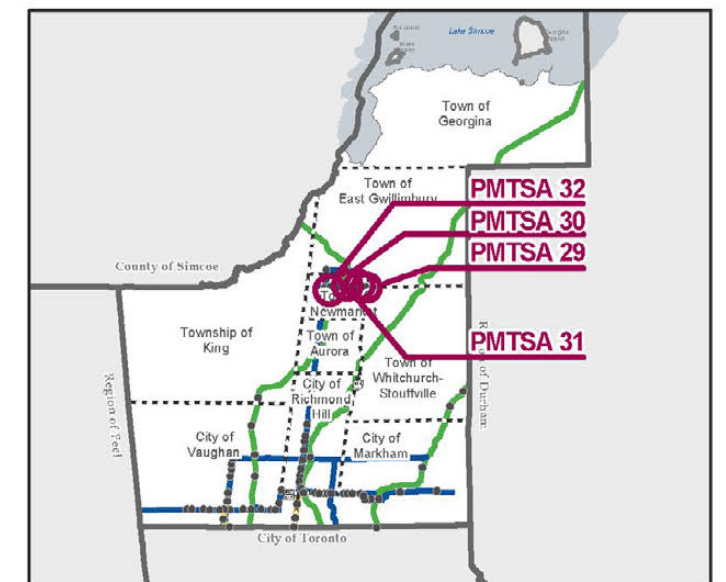 Lake Simcoe
Town of
Georgina
Town of
East Gwillimbury
PMTSA 32
PMTSA 30
PMTSA 29
County of Simcoe
Newmarket
Township of
King
Town of
Aurora
PMTSA 31
Town of
Whitchurch-
Stouffville
Region of Durham
Region of Peel
City of
Richmond
Hill
City of
Vaughan
City of
Markham
City of Toronto